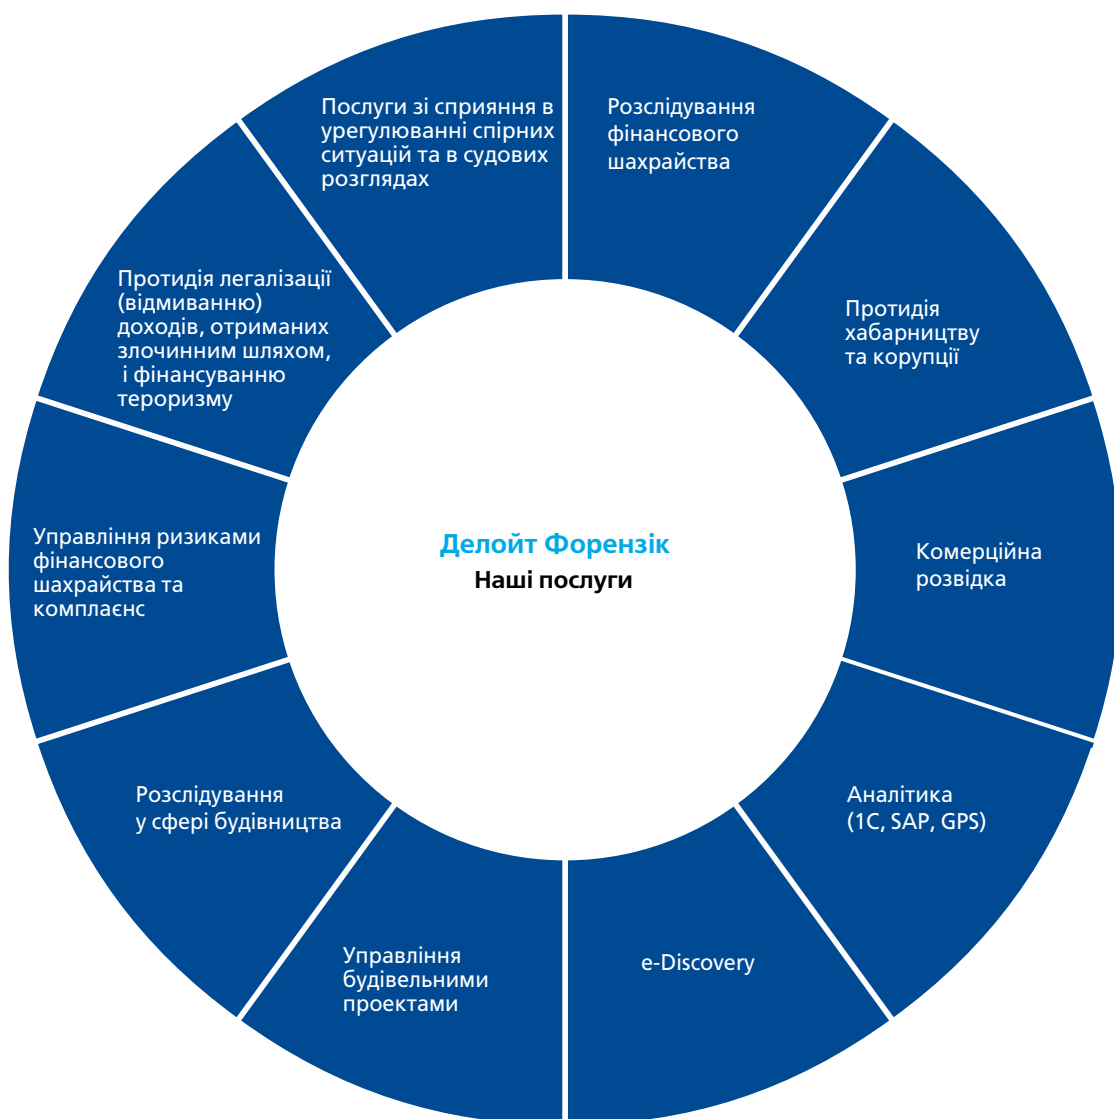 Делойт Форензік
Наші послуги
Розслідування
фінансового
шахрайства
Протидія
хабарництву
та корупції
Комерційна
розвідка
Аналітика
(1С, SAP, GPS)
e-Discovery
Управління
будівельними
проектами
Розслідування
у сфері будівництва
Управління ризиками
фінансового
шахрайства та
комплаєнс
Протидія легалізації
(відмиванню)
доходів, отриманих
злочинним шляхом,
і фінансуванню
тероризму
Послуги зі сприяння в
урегулюванні спірних
ситуацій та в судових
розглядах